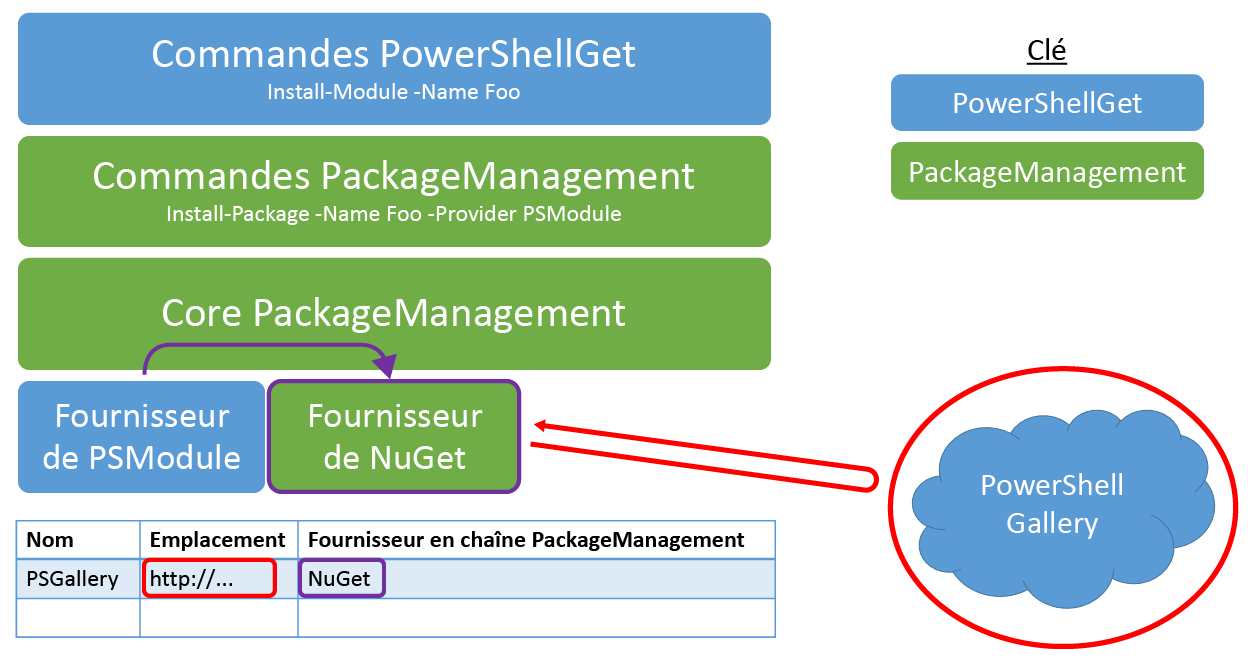 Commandes PowerShellGet
Install-Module -Name Foo
Commandes PackageManagement
Install-Package -Name Foo -Provider PSModule
Core PackageManagement
Fournisseur
de PSModule
Fournisseur
de NuGet
Clé
PowerShellGet
PackageManagement
PowerShell
Gallery
Nom Emplacement Fournisseur en chaîne PackageManagement
PSGallery http://... NuGet